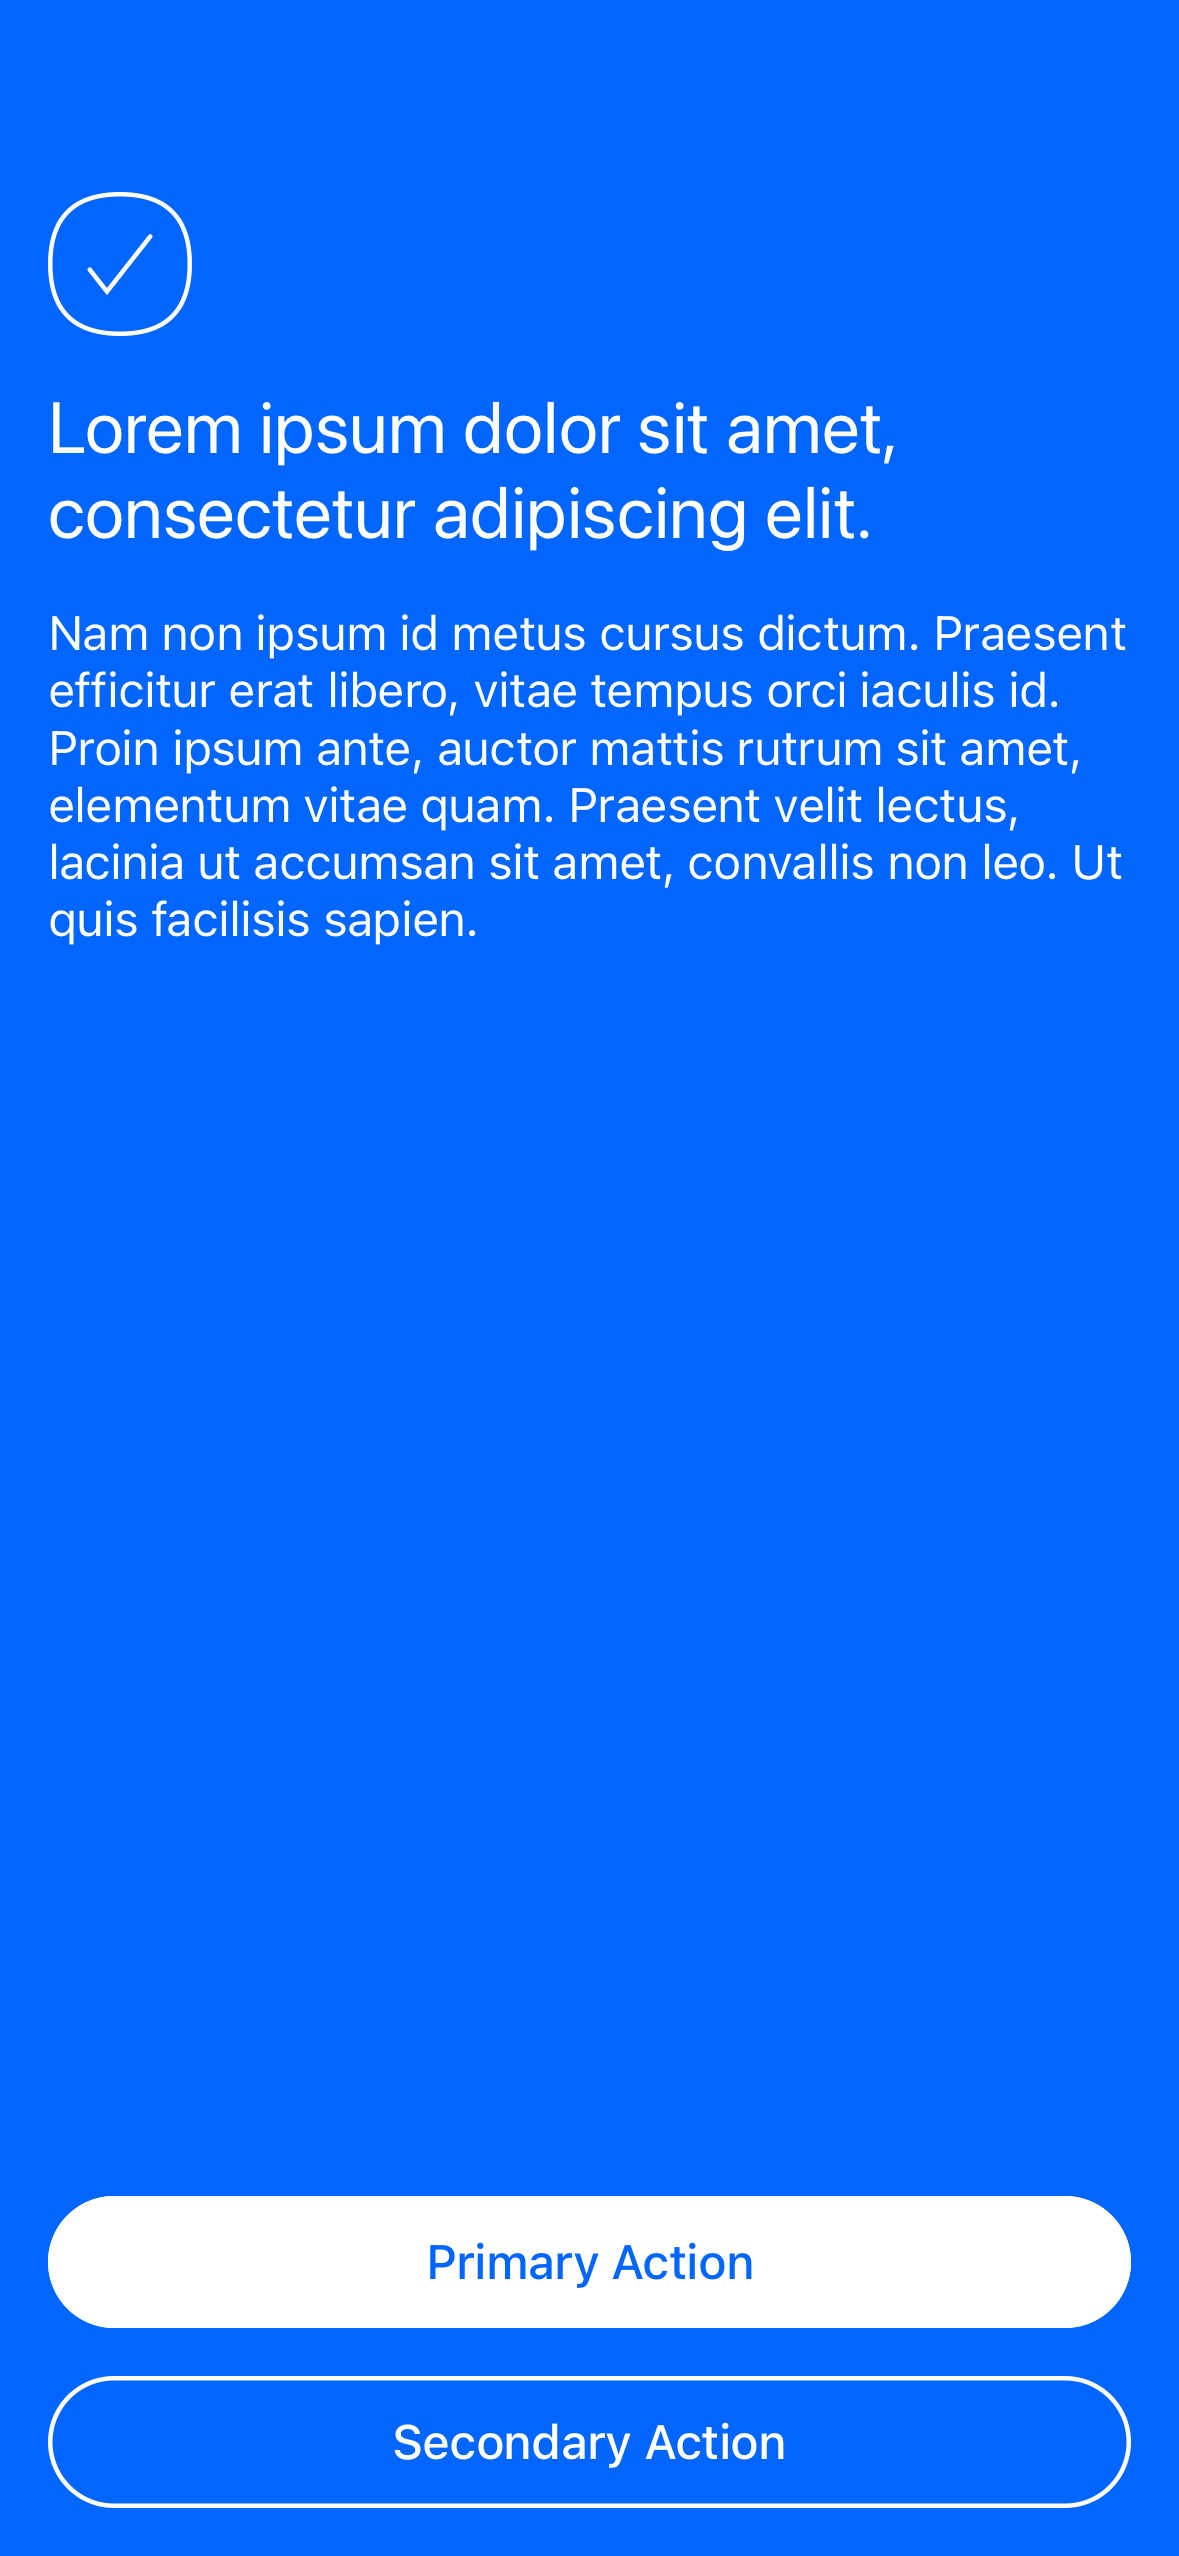 Lorem ipsum dolor sit amet,
consectetur adipiscing elit.
Nam non ipsum id metus cursus dictum. Praesent
efficitur erat libero, vitae tempus orci iaculis id.
Proin ipsum ante, auctor mattis rutrum sit amet,
elementum vitae quam. Praesent velit lectus,
lacinia ut accumsan sit amet, convallis non leo. Ut
quis facilisis sapien.
Primary Action
Secondary Action